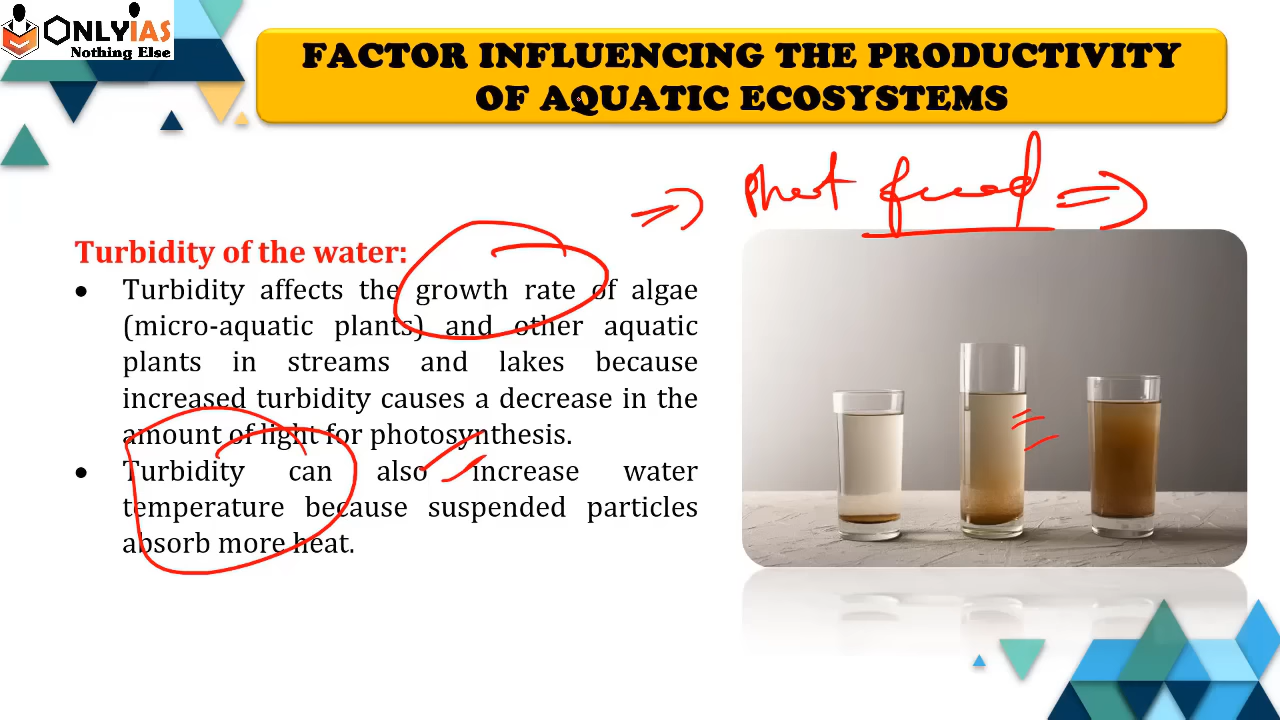 ONLYIAS
Nothing Else
FACTOR INFLUENCING THE PRODUCTIVITY
OF AQUATIC ECOSYSTEMS
Turbidity of the water:
• Turbidity affects the growth rate of algae
(micro-aquatic plants) and other aquatic
plants in streams and lakes because
increased turbidity causes a decrease in the
amount of light for photosynthesis.
• Turbidity can also increase water
temperature because suspended particles
absorb more heat.